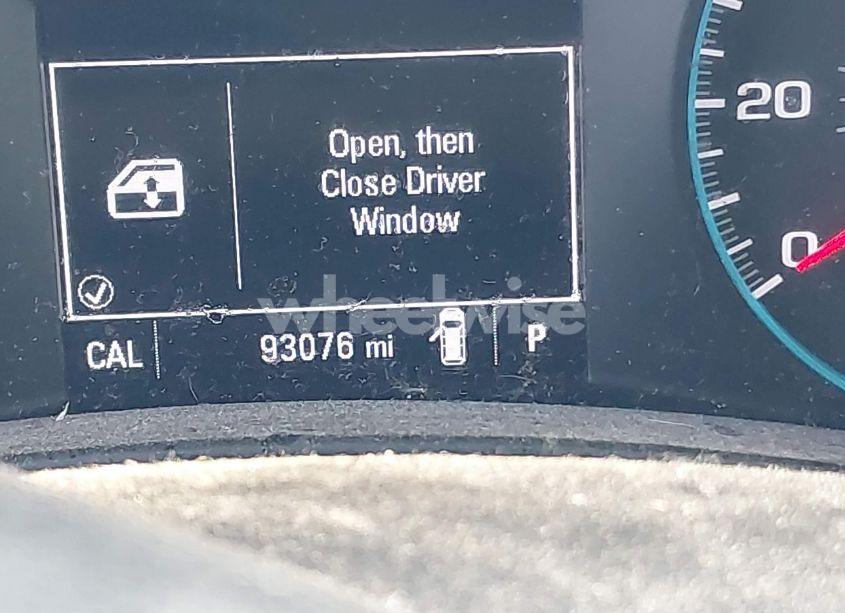 Open, then
Close Driver
Window
20
0
wheelwise
CAL 93076 mi P